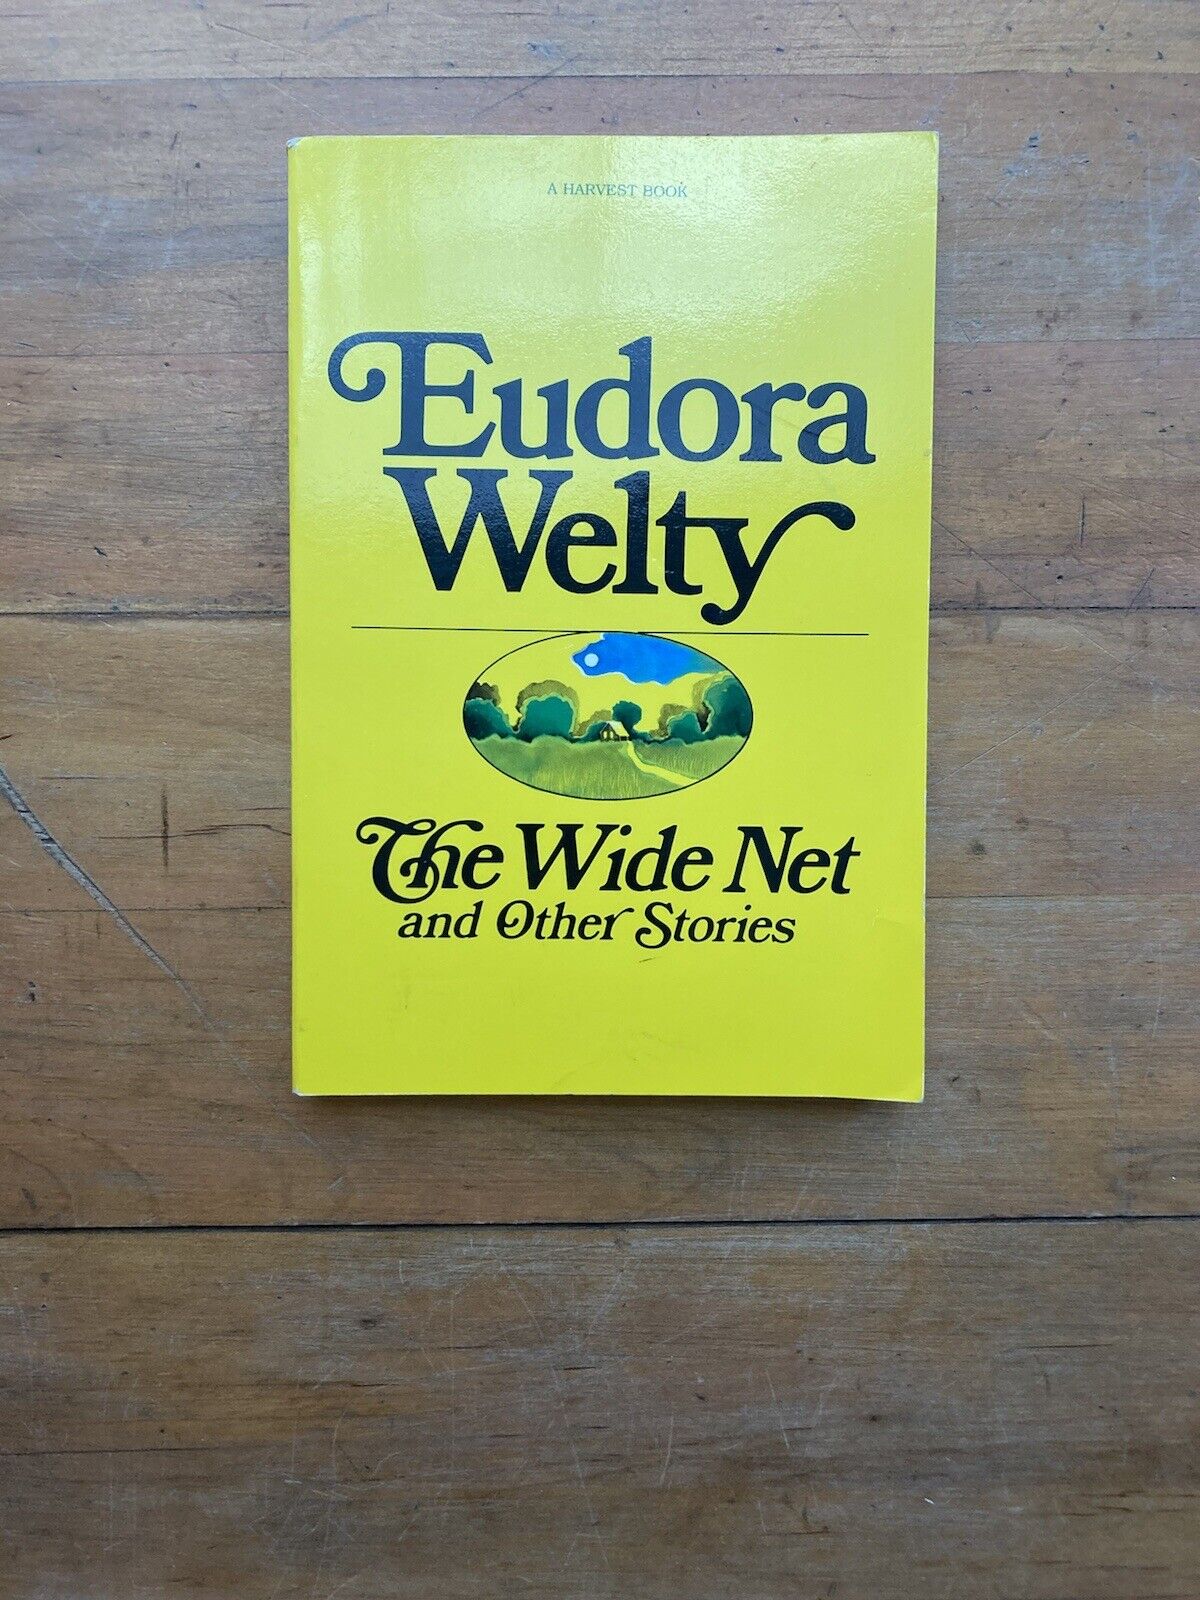 A HARVEST BOOK
Eudora
Welty
The Wide Net
and Other Stories